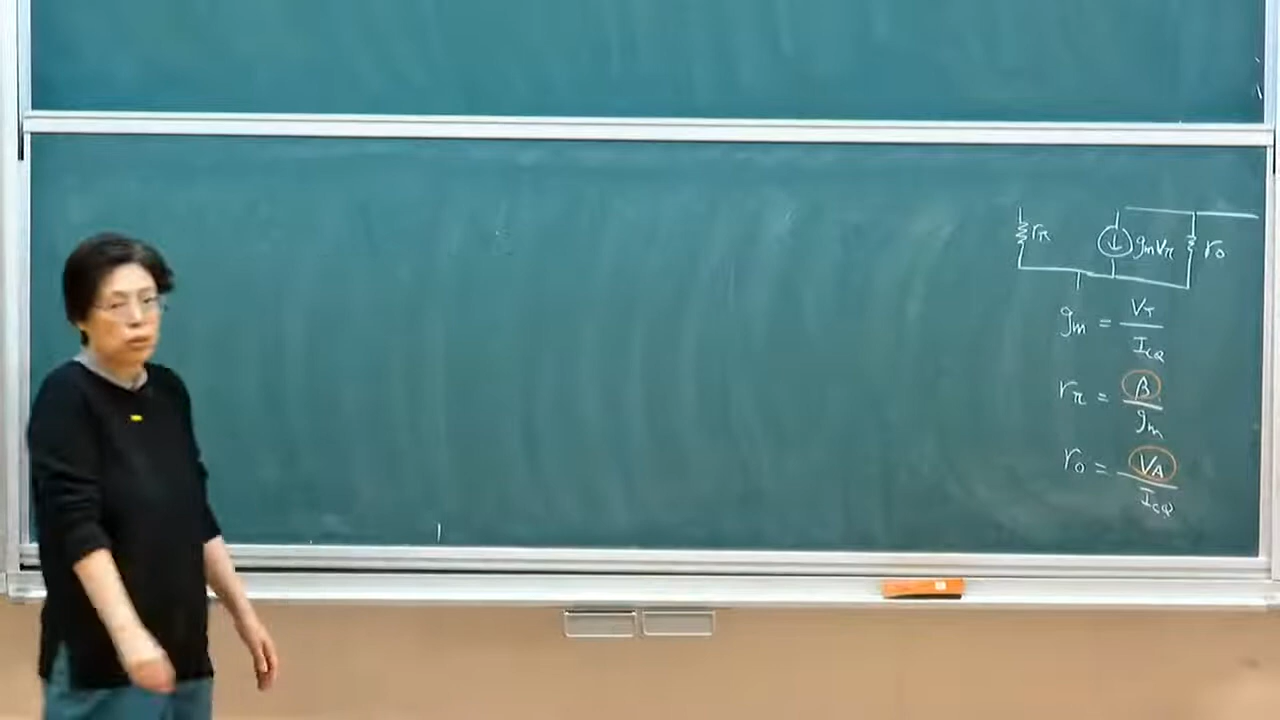 rπ gmVπ ro
gm = VT / ICQ
rπ = β / gm
ro = VA / ICQ